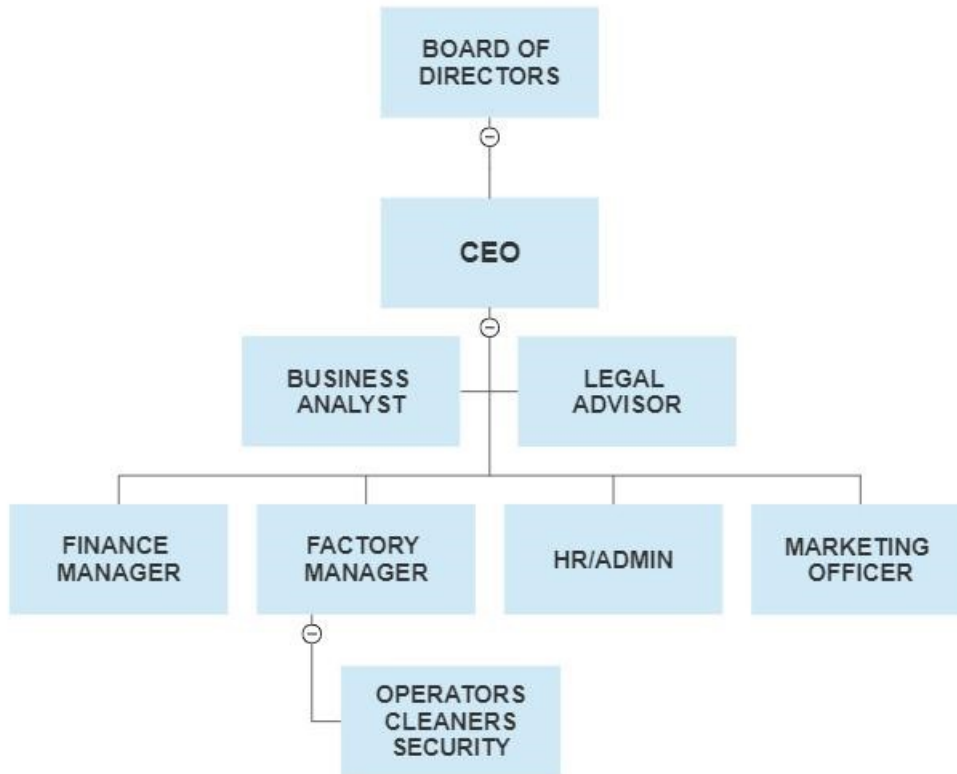 BOARD OF
DIRECTORS
CEO
BUSINESS
ANALYST
LEGAL
ADVISOR
FINANCE
MANAGER
FACTORY
MANAGER
HR/ADMIN
MARKETING
OFFICER
OPERATORS
CLEANERS
SECURITY